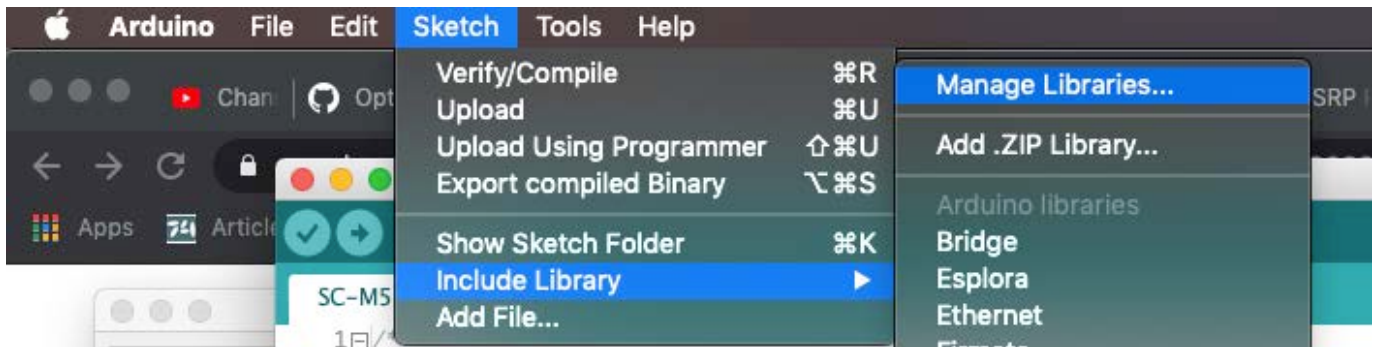 Arduino File Edit Sketch Tools Help
Verify/Compile ⌘R
Upload ⌘U
Upload Using Programmer ⇧⌘U
Export compiled Binary ⌥⌘S
Show Sketch Folder ⌘K
Include Library ▶
Add File...
Manage Libraries...
Add .ZIP Library...
Arduino libraries
Bridge
Esplora
Ethernet
Chan
Opt
SRP
Apps
Article
SC-M5
1